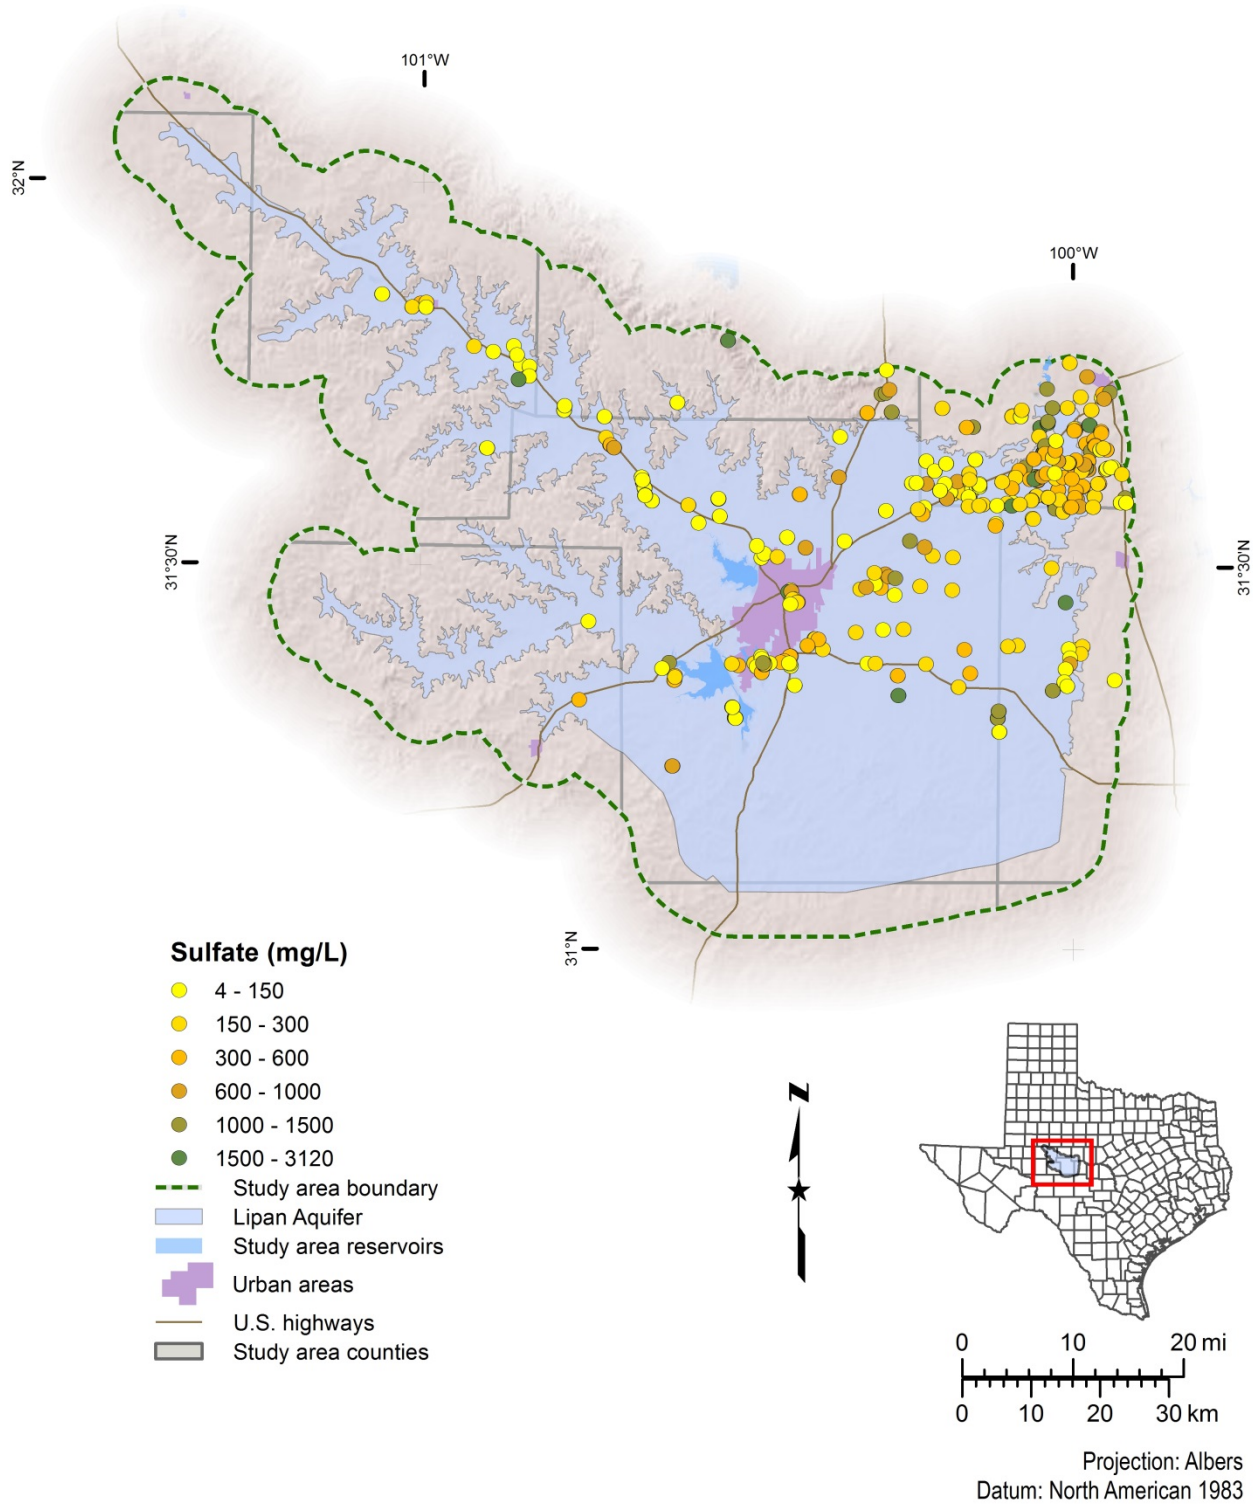 101°W
32°N
100°W
31°30'N
31°30'N
31°N
Sulfate (mg/L)
4 - 150
150 - 300
300 - 600
600 - 1000
1000 - 1500
1500 - 3120
Study area boundary
Lipan Aquifer
Study area reservoirs
Urban areas
U.S. highways
Study area counties
N
0 10 20 mi
0 10 20 30 km
Projection: Albers
Datum: North American 1983